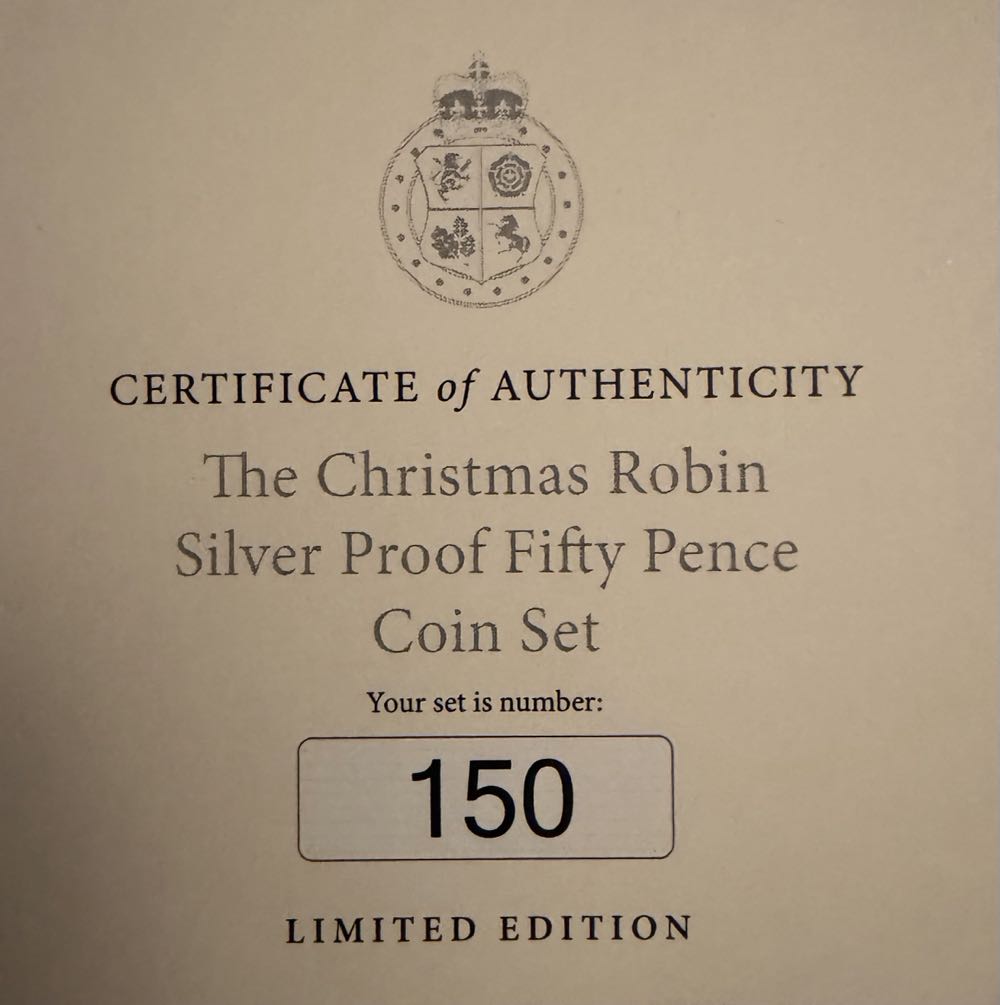 CERTIFICATE of AUTHENTICITY
The Christmas Robin
Silver Proof Fifty Pence
Coin Set
Your set is number:
150
LIMITED EDITION